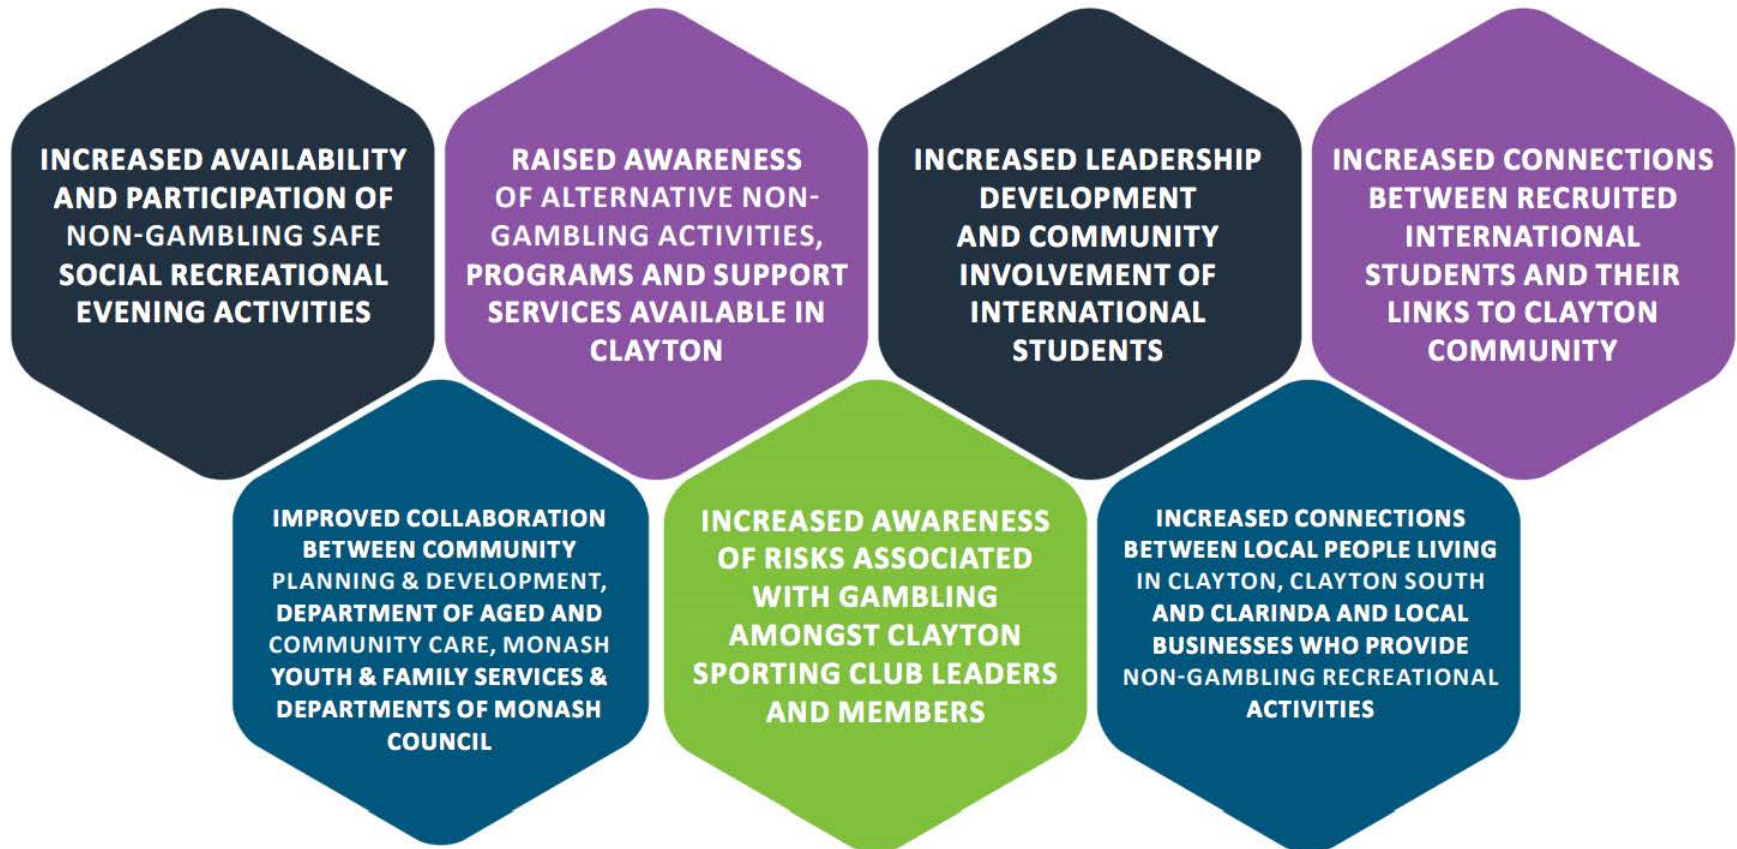 INCREASED AVAILABILITY
AND PARTICIPATION OF
NON-GAMBLING SAFE
SOCIAL RECREATIONAL
EVENING ACTIVITIES
RAISED AWARENESS
OF ALTERNATIVE NON-
GAMBLING ACTIVITIES,
PROGRAMS AND SUPPORT
SERVICES AVAILABLE IN
CLAYTON
INCREASED LEADERSHIP
DEVELOPMENT
AND COMMUNITY
INVOLVEMENT OF
INTERNATIONAL
STUDENTS
INCREASED CONNECTIONS
BETWEEN RECRUITED
INTERNATIONAL
STUDENTS AND THEIR
LINKS TO CLAYTON
COMMUNITY
IMPROVED COLLABORATION
BETWEEN COMMUNITY
PLANNING & DEVELOPMENT,
DEPARTMENT OF AGED AND
COMMUNITY CARE, MONASH
YOUTH & FAMILY SERVICES &
DEPARTMENTS OF MONASH
COUNCIL
INCREASED AWARENESS
OF RISKS ASSOCIATED
WITH GAMBLING
AMONGST CLAYTON
SPORTING CLUB LEADERS
AND MEMBERS
INCREASED CONNECTIONS
BETWEEN LOCAL PEOPLE LIVING
IN CLAYTON, CLAYTON SOUTH
AND CLARINDA AND LOCAL
BUSINESSES WHO PROVIDE
NON-GAMBLING RECREATIONAL
ACTIVITIES